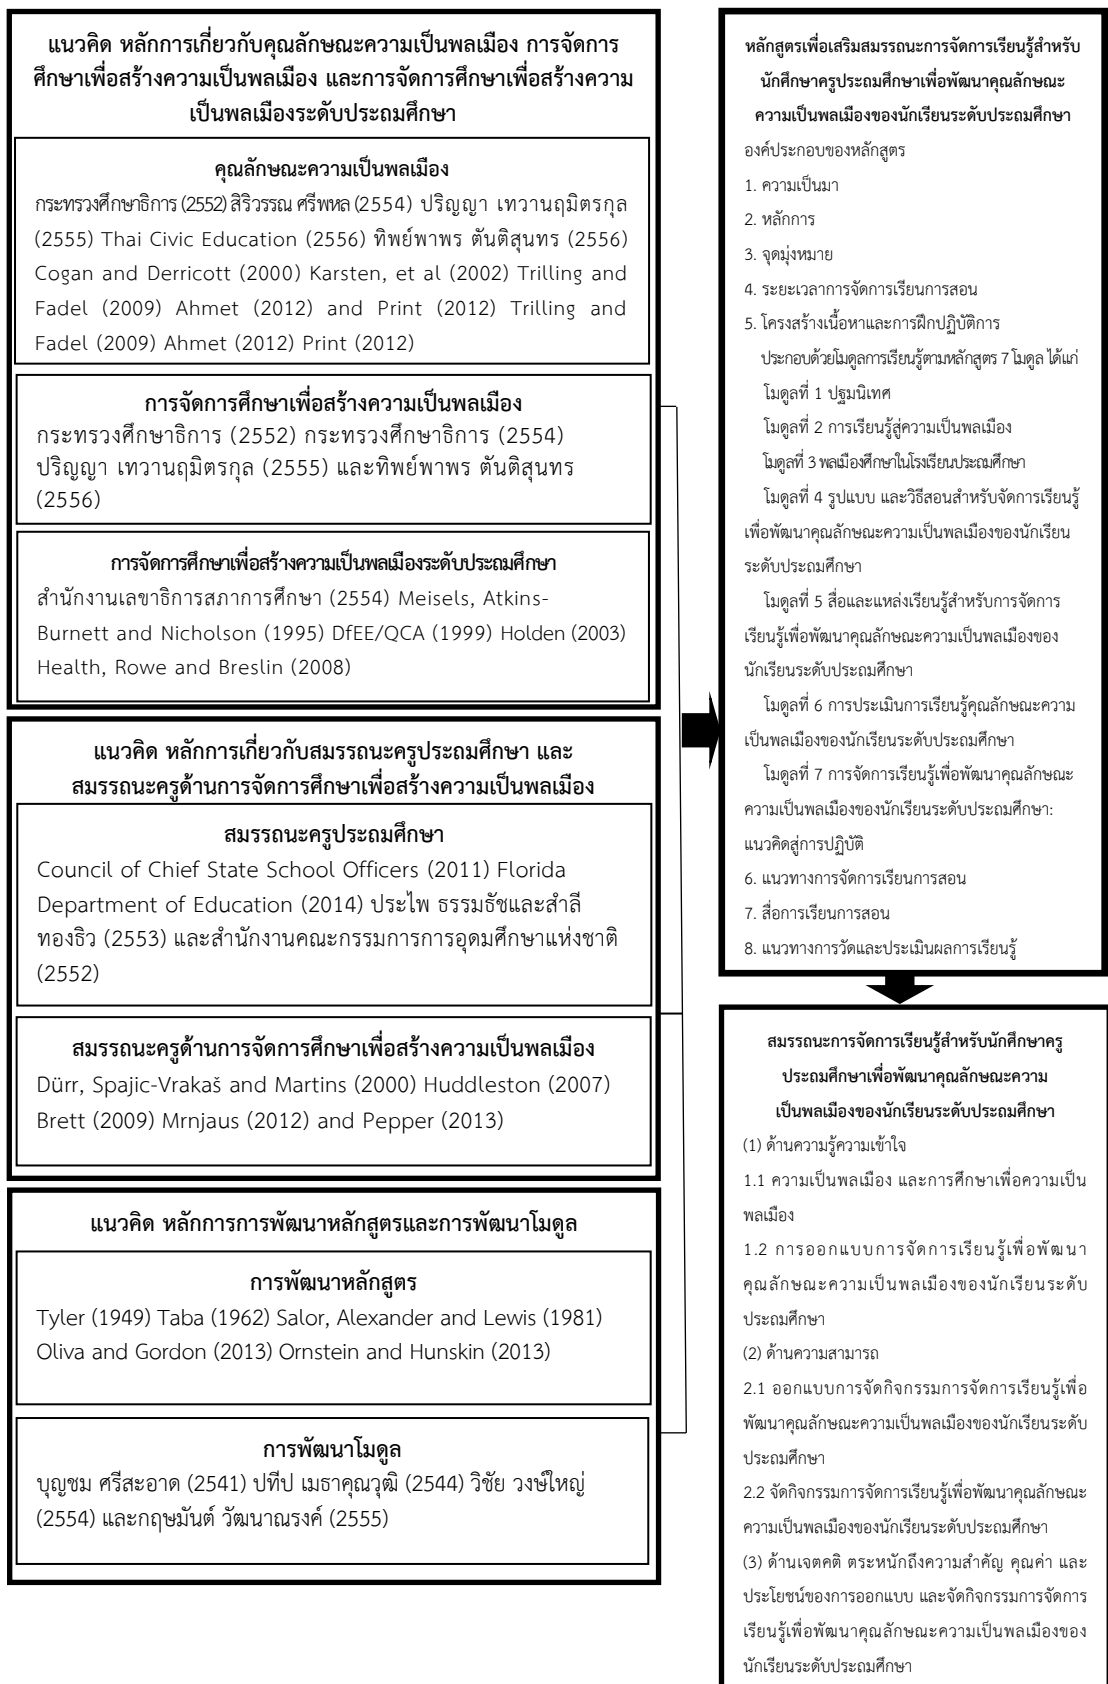 แนวคิด หลักการเกี่ยวกับคุณลักษณะความเป็นพลเมือง การจัดการ
ศึกษาเพื่อสร้างความเป็นพลเมือง และการจัดการศึกษาเพื่อสร้างความ
เป็นพลเมืองระดับประถมศึกษา
คุณลักษณะความเป็นพลเมือง
กระทรวงศึกษาธิการ (2552) สิริวรรณ ศรีพหล (2554) ปริญญา เทวานฤมิตรกุล
(2555) Thai Civic Education (2556) ทิพย์พาพร ตันติสุนทร (2556)
Cogan and Derricott (2000) Karsten, et al (2002) Trilling and
Fadel (2009) Ahmet (2012) and Print (2012) Trilling and
Fadel (2009) Ahmet (2012) Print (2012)
การจัดการศึกษาเพื่อสร้างความเป็นพลเมือง
กระทรวงศึกษาธิการ (2552) กระทรวงศึกษาธิการ (2554)
ปริญญา เทวานฤมิตรกุล (2555) และทิพย์พาพร ตันติสุนทร
(2556)
การจัดการศึกษาเพื่อสร้างความเป็นพลเมืองระดับประถมศึกษา
สำนักงานเลขาธิการสภาการศึกษา (2554) Meisels, Atkins-
Burnett and Nicholson (1995) DfEE/QCA (1999) Holden (2003)
Health, Rowe and Breslin (2008)
แนวคิด หลักการเกี่ยวกับสมรรถนะครูประถมศึกษา และ
สมรรถนะครูด้านการจัดการศึกษาเพื่อสร้างความเป็นพลเมือง
สมรรถนะครูประถมศึกษา
Council of Chief State School Officers (2011) Florida
Department of Education (2014) ประไพ ธรรมธัชและสำลี
ทองธิว (2553) และสำนักงานคณะกรรมการการอุดมศึกษาแห่งชาติ
(2552)
สมรรถนะครูด้านการจัดการศึกษาเพื่อสร้างความเป็นพลเมือง
Dürr, Spajic-Vrakaš and Martins (2000) Huddleston (2007)
Brett (2009) Mrnjaus (2012) and Pepper (2013)
แนวคิด หลักการการพัฒนาหลักสูตรและการพัฒนาโมดูล
การพัฒนาหลักสูตร
Tyler (1949) Taba (1962) Salor, Alexander and Lewis (1981)
Oliva and Gordon (2013) Ornstein and Hunskin (2013)
การพัฒนาโมดูล
บุญชม ศรีสะอาด (2541) ปทีป เมธาคุณวุฒิ (2544) วิชัย วงษ์ใหญ่
(2554) และกฤษมันต์ วัฒนาณรงค์ (2555)
หลักสูตรเพื่อเสริมสมรรถนะการจัดการเรียนรู้สำหรับ
นักศึกษาครูประถมศึกษาเพื่อพัฒนาคุณลักษณะ
ความเป็นพลเมืองของนักเรียนระดับประถมศึกษา
องค์ประกอบของหลักสูตร
1. ความเป็นมา
2. หลักการ
3. จุดมุ่งหมาย
4. ระยะเวลาการจัดการเรียนการสอน
5. โครงสร้างเนื้อหาและการฝึกปฏิบัติการ
ประกอบด้วยโมดูลการเรียนรู้ตามหลักสูตร 7 โมดูล ได้แก่
โมดูลที่ 1 ปฐมนิเทศ
โมดูลที่ 2 การเรียนรู้สู่ความเป็นพลเมือง
โมดูลที่ 3 พลเมืองศึกษาในโรงเรียนประถมศึกษา
โมดูลที่ 4 รูปแบบ และวิธีสอนสำหรับจัดการเรียนรู้
เพื่อพัฒนาคุณลักษณะความเป็นพลเมืองของนักเรียน
ระดับประถมศึกษา
โมดูลที่ 5 สื่อและแหล่งเรียนรู้สำหรับการจัดการ
เรียนรู้เพื่อพัฒนาคุณลักษณะความเป็นพลเมืองของ
นักเรียนระดับประถมศึกษา
โมดูลที่ 6 การประเมินการเรียนรู้คุณลักษณะความ
เป็นพลเมืองของนักเรียนระดับประถมศึกษา
โมดูลที่ 7 การจัดการเรียนรู้เพื่อพัฒนาคุณลักษณะ
ความเป็นพลเมืองของนักเรียนระดับประถมศึกษา:
แนวคิดสู่การปฏิบัติ
6. แนวทางการจัดการเรียนการสอน
7. สื่อการเรียนการสอน
8. แนวทางการวัดและประเมินผลการเรียนรู้
สมรรถนะการจัดการเรียนรู้สำหรับนักศึกษาครู
ประถมศึกษาเพื่อพัฒนาคุณลักษณะความ
เป็นพลเมืองของนักเรียนระดับประถมศึกษา
(1) ด้านความรู้ความเข้าใจ
1.1 ความเป็นพลเมือง และการศึกษาเพื่อความเป็น
พลเมือง
1.2 การออกแบบการจัดการเรียนรู้เพื่อพัฒนา
คุณลักษณะความเป็นพลเมืองของนักเรียนระดับ
ประถมศึกษา
(2) ด้านความสามารถ
2.1 ออกแบบการจัดกิจกรรมการจัดการเรียนรู้เพื่อ
พัฒนาคุณลักษณะความเป็นพลเมืองของนักเรียนระดับ
ประถมศึกษา
2.2 จัดกิจกรรมการจัดการเรียนรู้เพื่อพัฒนาคุณลักษณะ
ความเป็นพลเมืองของนักเรียนระดับประถมศึกษา
(3) ด้านเจตคติ ตระหนักถึงความสำคัญ คุณค่า และ
ประโยชน์ของการออกแบบ และจัดกิจกรรมการจัดการ
เรียนรู้เพื่อพัฒนาคุณลักษณะความเป็นพลเมืองของ
นักเรียนระดับประถมศึกษา